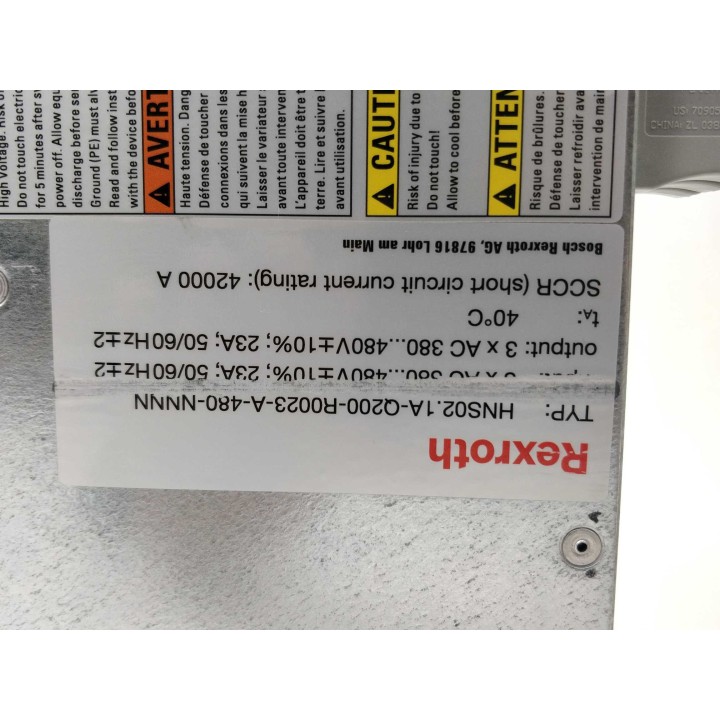 Rexroth
TYP: HNS02.1A-Q200-R0023-A-480-NNNN
input: 3 x AC 380...480V±10%; 23A; 50/60Hz±2
output: 3 x AC 380...480V±10%; 23A; 50/60Hz±2
tA: 40°C
SCCR (short circuit current rating): 42000 A
Bosch Rexroth AG, 97816 Lohr am Main
High Voltage. Risk of
Do not touch electric
for 5 minutes after s
power off. Allow equ
discharge before se
Ground (PE) must al
Read and follow inst
with the device befo
AVERT
Haute tension. Dang
Défense de toucher
connexions dans les
qui suivent la mise h
Laisser le variateur
avant toute interven
L'appareil doit être t
terre. Lire et suivre l
avant utilisation.
CAUT
Risk of injury due to
Do not touch!
Allow to cool before
ATTEN
Risque de brûlures.
Défense de toucher
Laisser refroidir ava
intervention de main